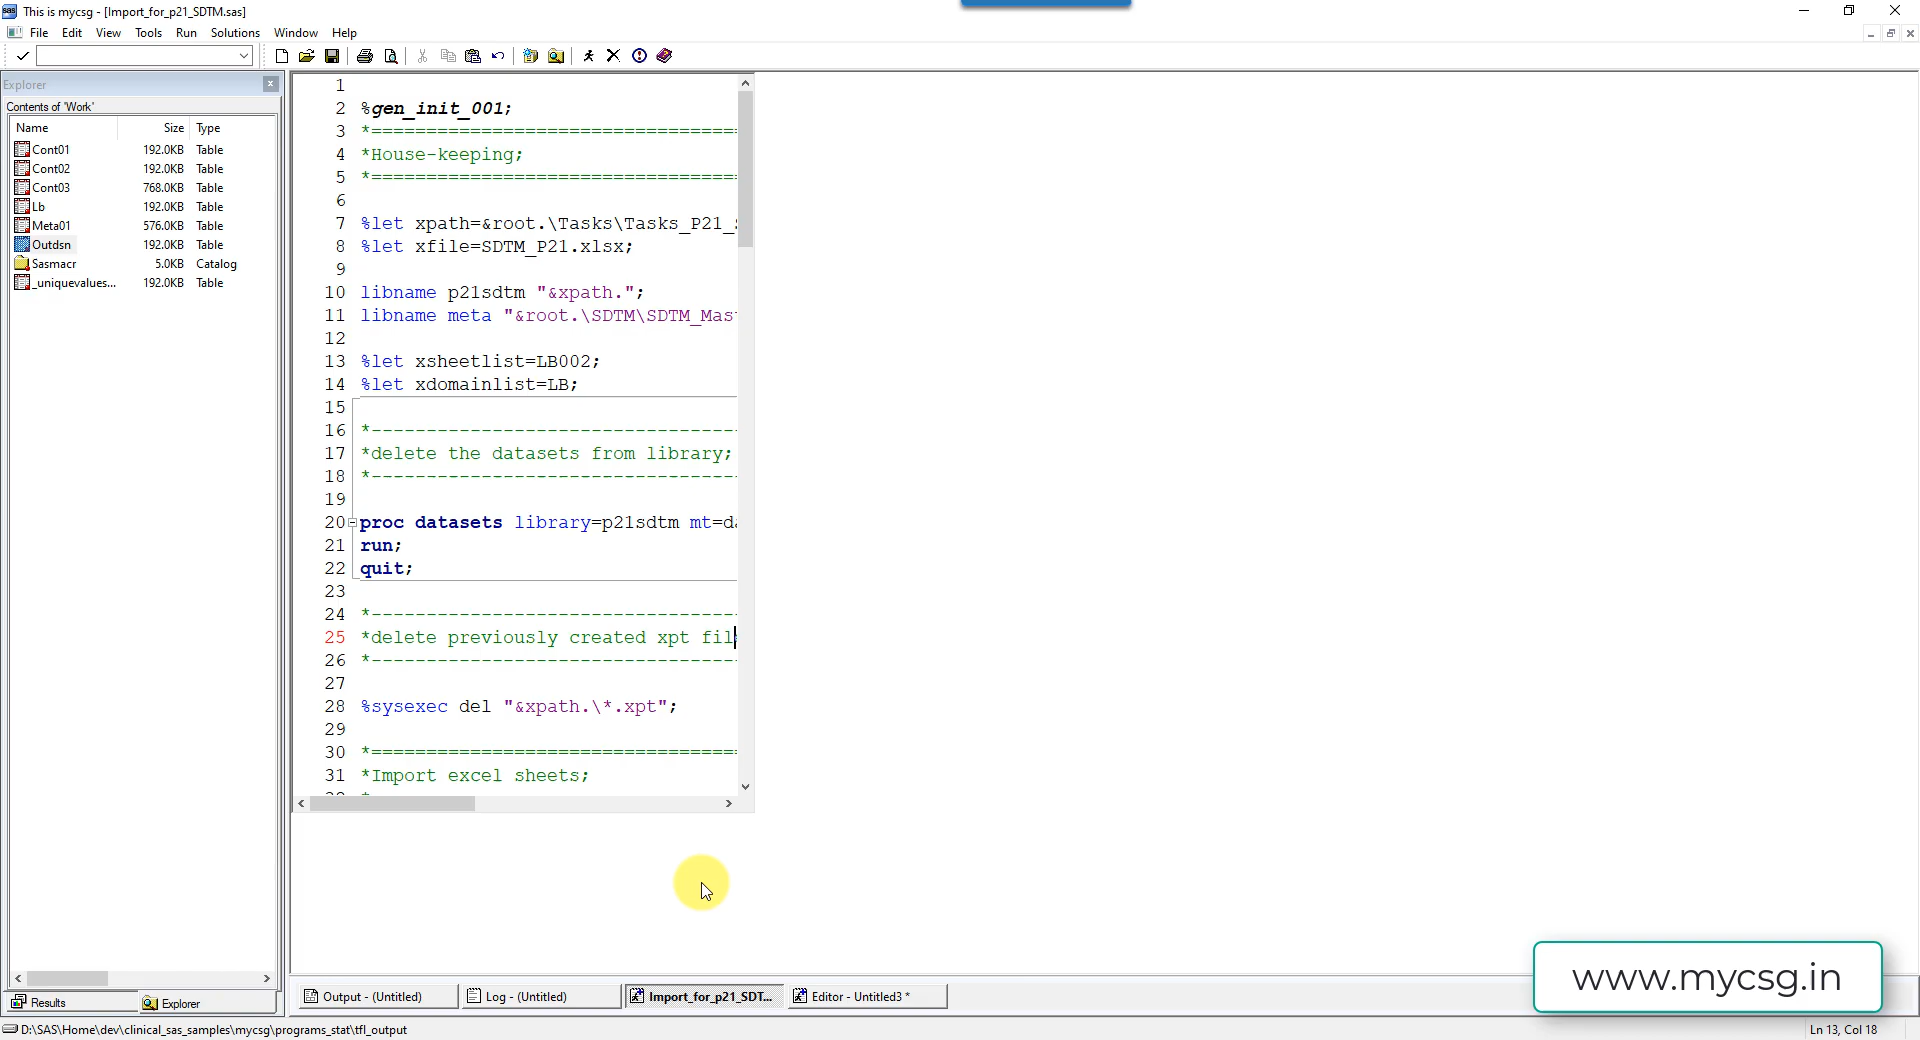 This is mycsg - [Import_for_p21_SDTM.sas]
File Edit View Tools Run Solutions Window Help
Explorer
Contents of 'Work'
Name Size Type
Cont01 192.0KB Table
Cont02 192.0KB Table
Cont03 768.0KB Table
Lb 192.0KB Table
Meta01 576.0KB Table
Outdsn 192.0KB Table
Sasmacr 5.0KB Catalog
_uniquevalues... 192.0KB Table
Results
Explorer
1
2 %gen_init_001;
3 *==================================
4 *House-keeping;
5 *==================================
6
7 %let xpath=&root.\Tasks\Tasks_P21_
8 %let xfile=SDTM_P21.xlsx;
9
10 libname p21sdtm "&xpath.";
11 libname meta "&root.\SDTM\SDTM_Mas
12
13 %let xsheetlist=LB002;
14 %let xdomainlist=LB;
15
16 *----------------------------------
17 *delete the datasets from library;
18 *----------------------------------
19
20 proc datasets library=p21sdtm mt=da
21 run;
22 quit;
23
24 *----------------------------------
25 *delete previously created xpt fil
26 *----------------------------------
27
28 %sysexec del "&xpath.\*.xpt";
29
30 *==================================
31 *Import excel sheets;
Output - (Untitled)
Log - (Untitled)
Import_for_p21_SDT...
Editor - Untitled3 *
www.mycsg.in
D:\SAS\Home\dev\clinical_sas_samples\mycsg\programs_stat\tfl_output
Ln 13, Col 18